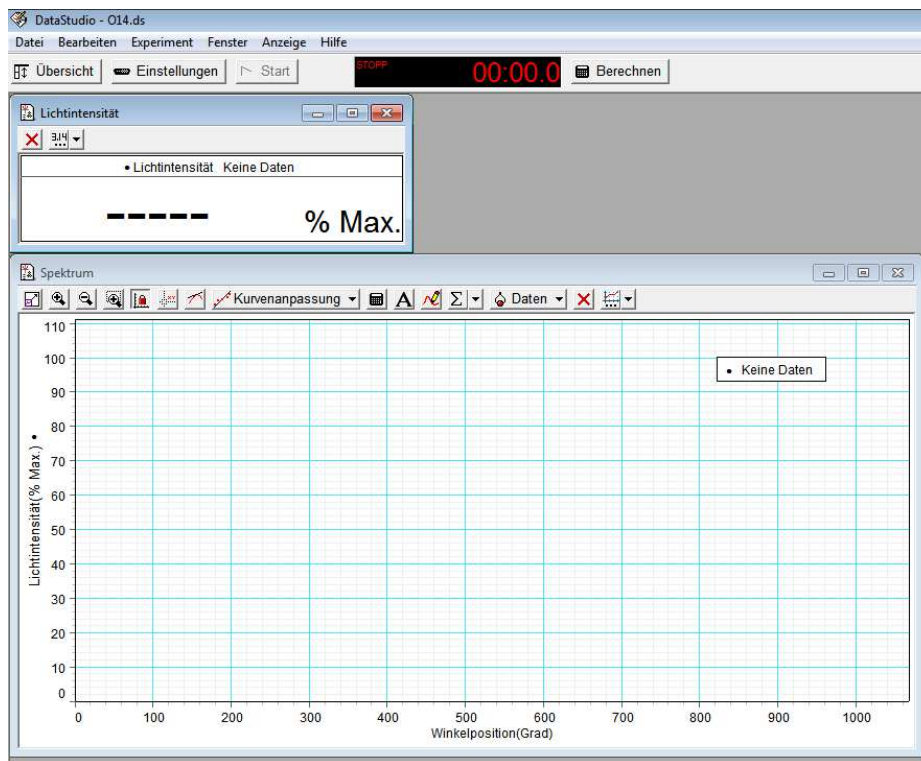 DataStudio - O14.ds
Datei Bearbeiten Experiment Fenster Anzeige Hilfe
Übersicht Einstellungen Start STOPP 00:00.0 Berechnen
Lichtintensität
3.14
• Lichtintensität Keine Daten
----- % Max.
Spektrum
Kurvenanpassung A Σ Daten
110
100
90
80
70
60
50
40
30
20
10
0
Lichtintensität(% Max.) •
• Keine Daten
0 100 200 300 400 500 600 700 800 900 1000
Winkelposition(Grad)